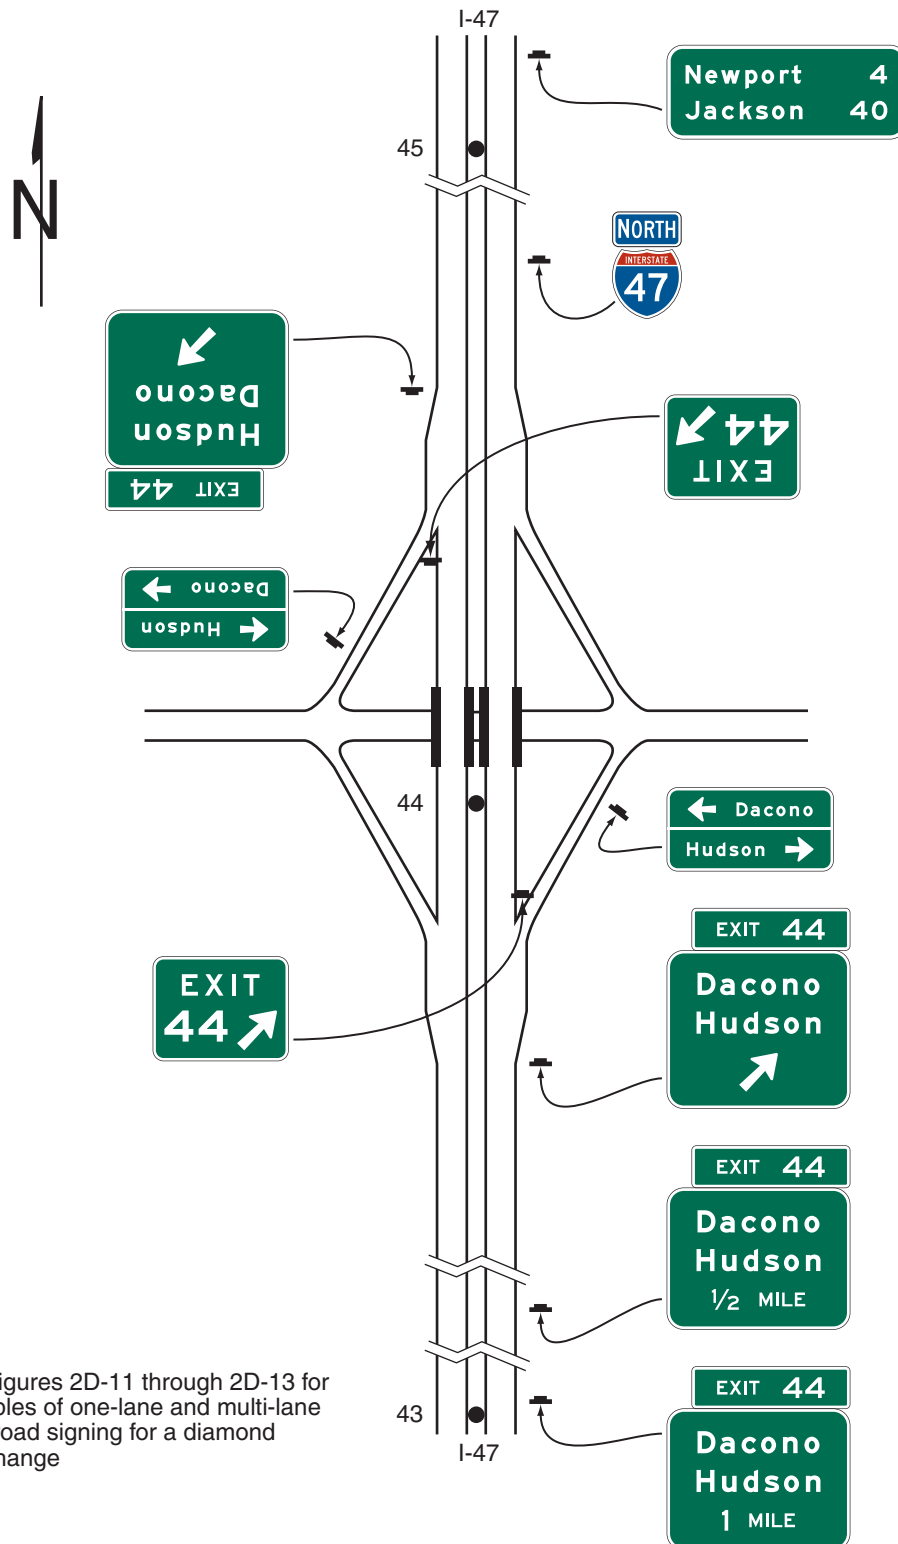 I-47
Newport 4
Jackson 40
45
N
NORTH
INTERSTATE
47
Hudson
Dacono
EXIT 44
EXIT
44
Dacono
Hudson
44
Dacono
Hudson
EXIT 44
Dacono
Hudson
EXIT
44
EXIT 44
Dacono
Hudson
1/2 MILE
EXIT 44
Dacono
Hudson
1 MILE
43
I-47
igures 2D-11 through 2D-13 for
ples of one-lane and multi-lane
road signing for a diamond
hange